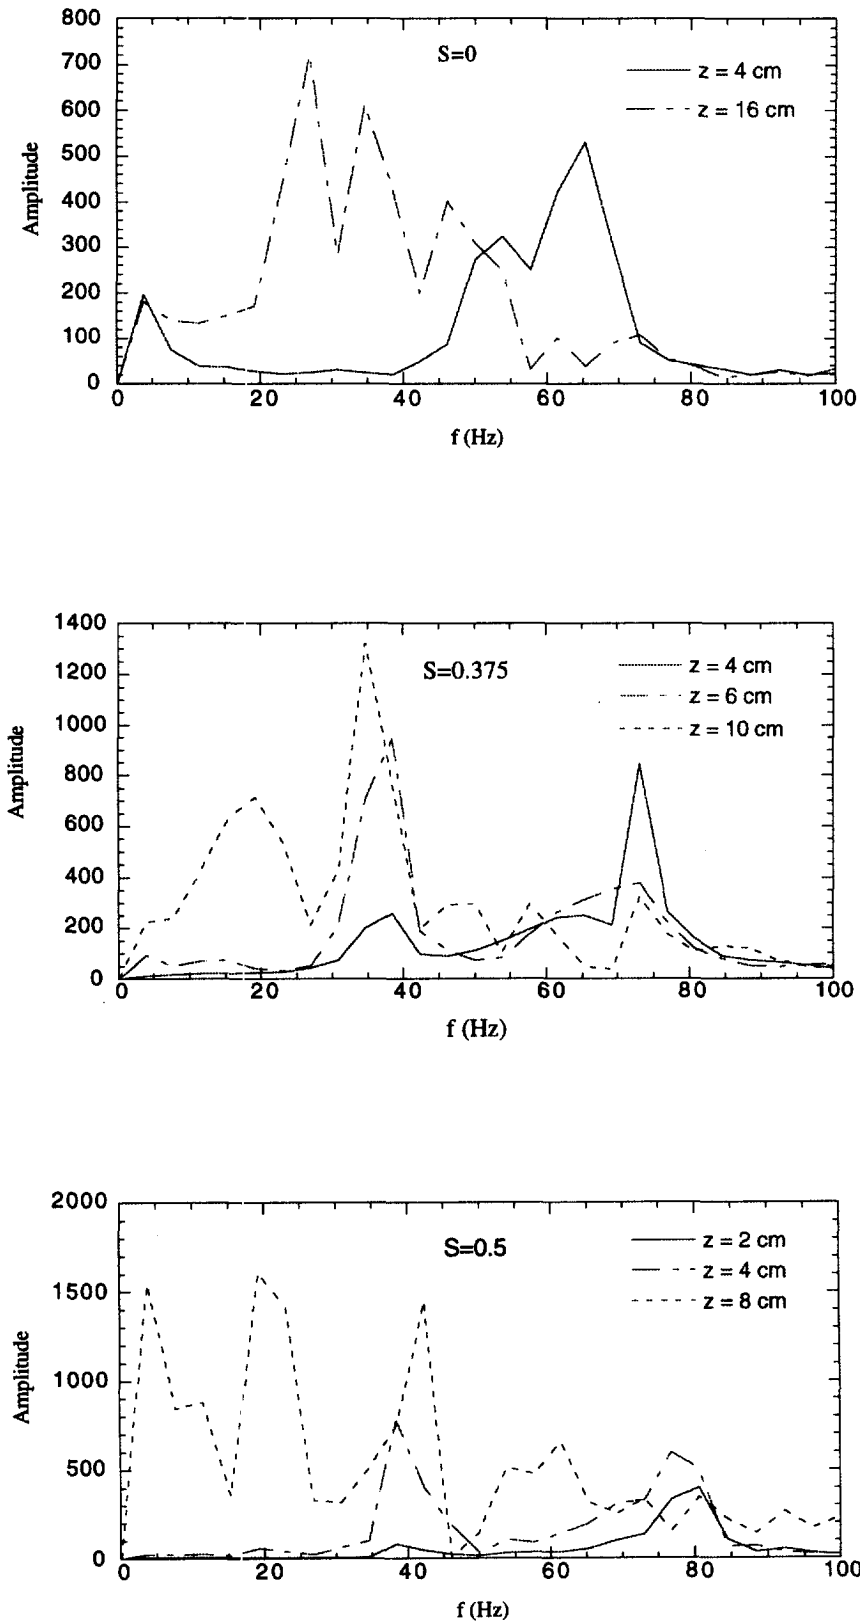 800
700
600
500
400
300
200
100
0
Amplitude
S=0
z = 4 cm
z = 16 cm
0 20 40 60 80 100
f (Hz)
1400
1200
1000
800
600
400
200
0
Amplitude
S=0.375
z = 4 cm
z = 6 cm
z = 10 cm
0 20 40 60 80 100
f (Hz)
2000
1500
1000
500
0
Amplitude
S=0.5
z = 2 cm
z = 4 cm
z = 8 cm
0 20 40 60 80 100
f (Hz)